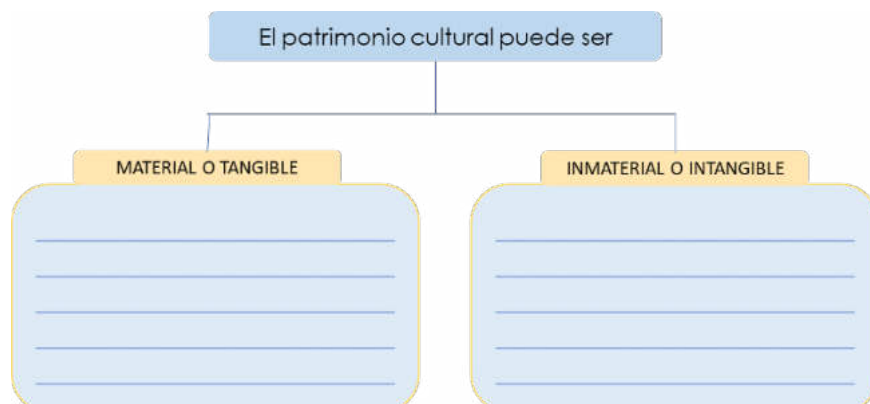 El patrimonio cultural puede ser
MATERIAL O TANGIBLE
INMATERIAL O INTANGIBLE